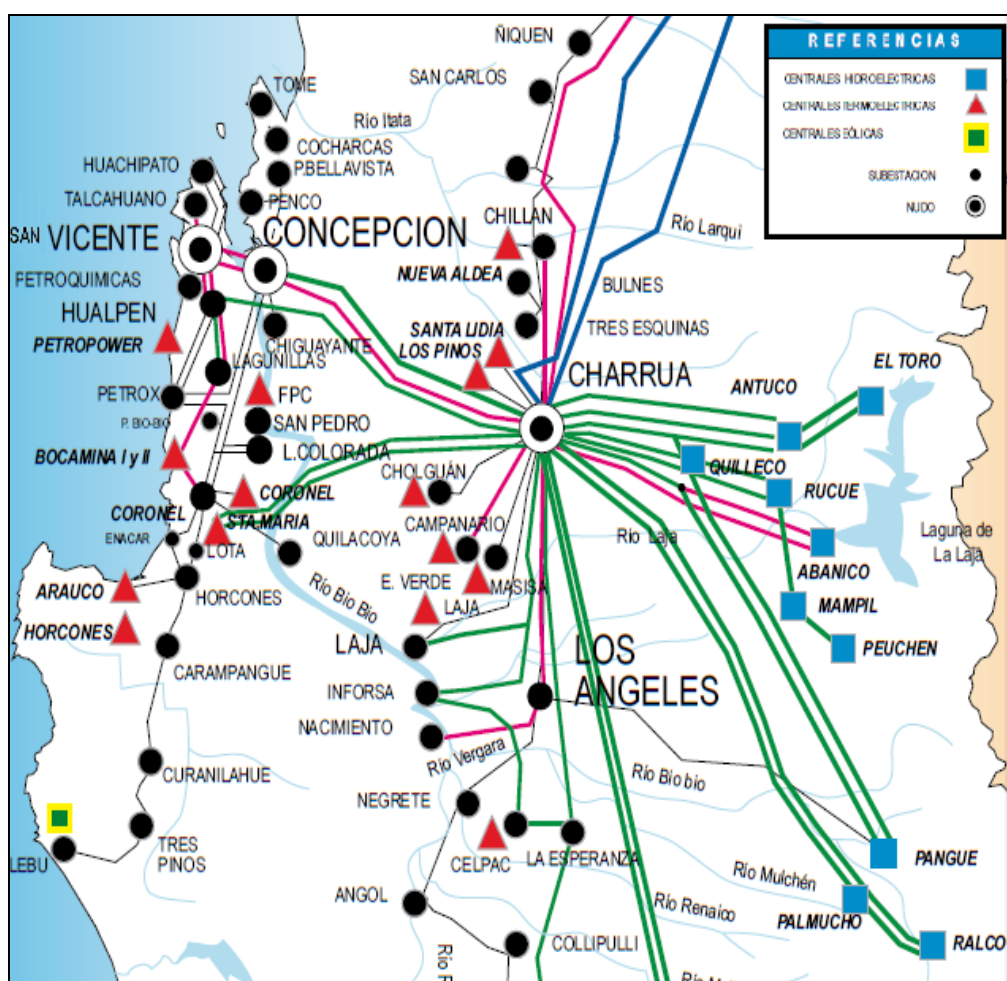 REFERENCIAS
CENTRALES HIDROELECTRICAS
CENTRALES TERMOELECTRICAS
CENTRALES EÓLICAS
SUBESTACION
NUDO
ÑIQUEN
SAN CARLOS
TOME
Río Itata
COCHARCAS
P.BELLAVISTA
HUACHIPATO
TALCAHUANO
PENCO
CHILLAN
Río Larqui
SAN VICENTE
CONCEPCION
NUEVA ALDEA
PETROQUIMICAS
BULNES
HUALPEN
SANTA LIDIA
TRES ESQUINAS
PETROPOWER
CHIGUAYANTE
LOS PINOS
LAGUNILLAS
CHARRUA
EL TORO
ANTUCO
PETROX
FPC
P. BIO-BIO
SAN PEDRO
L.COLORADA
BOCAMINA I y II
CHOLGUÁN
QUILLECO
RUCUE
CORONEL
CORONEL
STA.MARIA
CAMPANARIO
ENACAR
LOTA
QUILACOYA
Río Laja
Laguna de
La Laja
ABANICO
ARAUCO
HORCONES
Río Bio Bio
E. VERDE
LAJA
MASISA
MAMPIL
HORCONES
LAJA
LOS
ANGELES
PEUCHEN
CARAMPANGUE
INFORSA
NACIMIENTO
Río Vergara
Río Bio bio
CURANILAHUE
NEGRETE
LEBU
TRES
PINOS
CELPAC
LA ESPERANZA
PANGUE
Río Mulchén
ANGOL
Río Renaico
PALMUCHO
COLLIPULLI
RALCO
Río